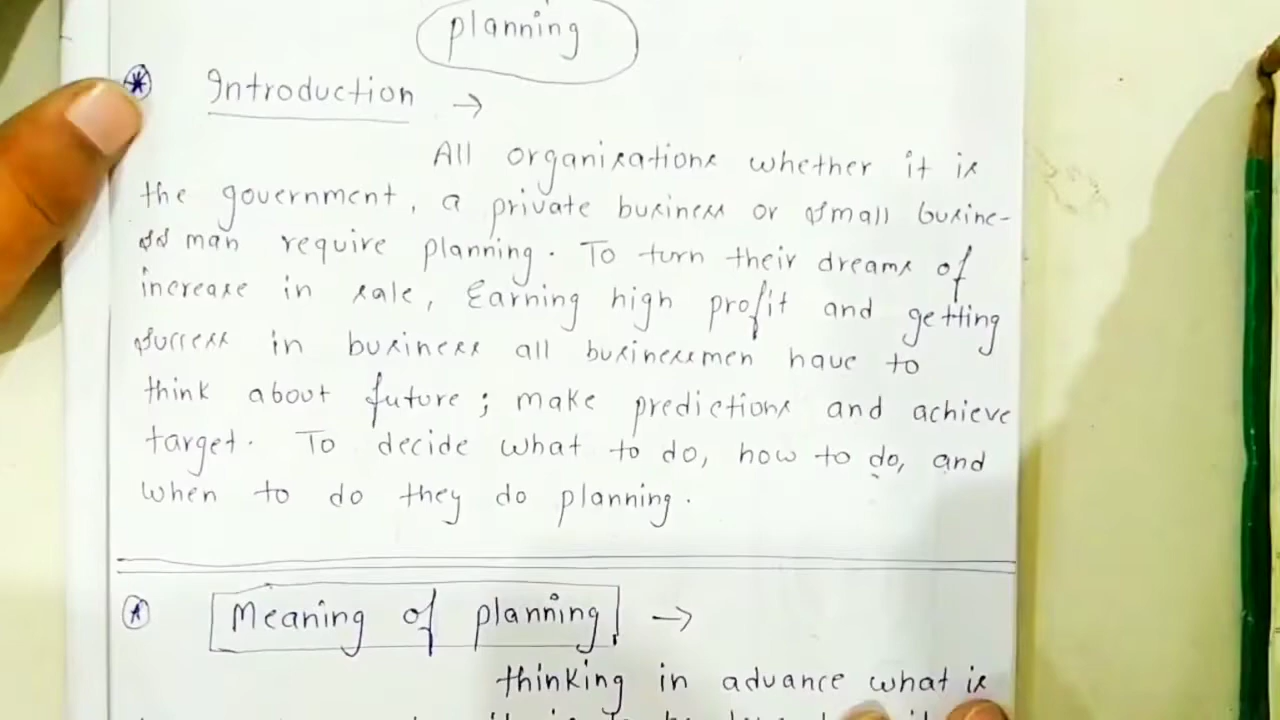 planning
Introduction →
All organisations whether it is
the government, a private business or small busine-
ss man require planning. To turn their dreams of
increase in sale, Earning high profit and getting
success in business all businessmen have to
think about future; make predictions and achieve
target. To decide what to do, how to do, and
when to do they do planning.
Meaning of planning →
thinking in advance what is